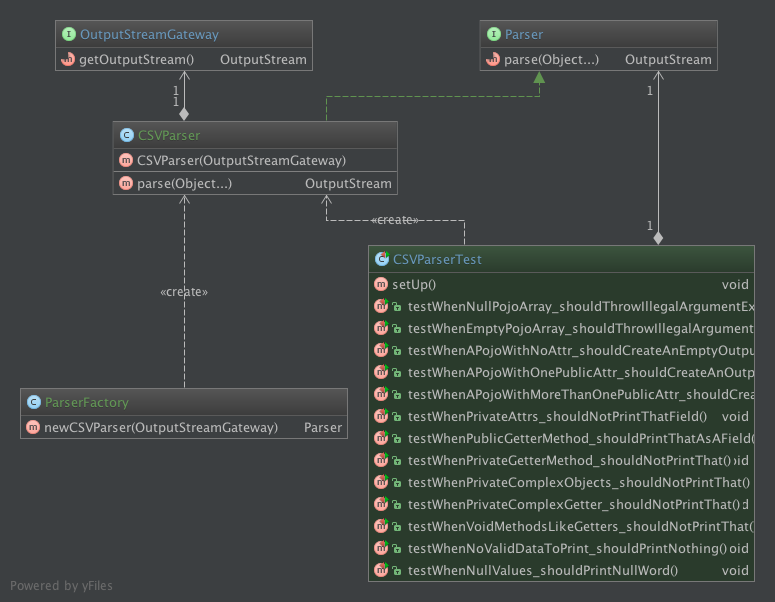 OutputStreamGateway
getOutputStream() OutputStream
Parser
parse(Object...) OutputStream
1
1
1
CSVParser
CSVParser(OutputStreamGateway)
parse(Object...) OutputStream
«create»
1
CSVParserTest
setUp() void
testWhenNullPojoArray_shouldThrowIllegalArgumentEx
testWhenEmptyPojoArray_shouldThrowIllegalArgument
testWhenAPojoWithNoAttr_shouldCreateAnEmptyOutpu
testWhenAPojoWithOnePublicAttr_shouldCreateAnOutp
testWhenAPojoWithMoreThanOnePublicAttr_shouldCrea
testWhenPrivateAttrs_shouldNotPrintThatField() void
testWhenPublicGetterMethod_shouldPrintThatAsAField(
testWhenPrivateGetterMethod_shouldNotPrintThat() oid
testWhenPrivateComplexObjects_shouldNotPrintThat()
testWhenPrivateComplexGetter_shouldNotPrintThat() d
testWhenVoidMethodsLikeGetters_shouldNotPrintThat(
testWhenNoValidDataToPrint_shouldPrintNothing() oid
testWhenNullValues_shouldPrintNullWord() void
«create»
ParserFactory
newCSVParser(OutputStreamGateway) Parser
Powered by yFiles